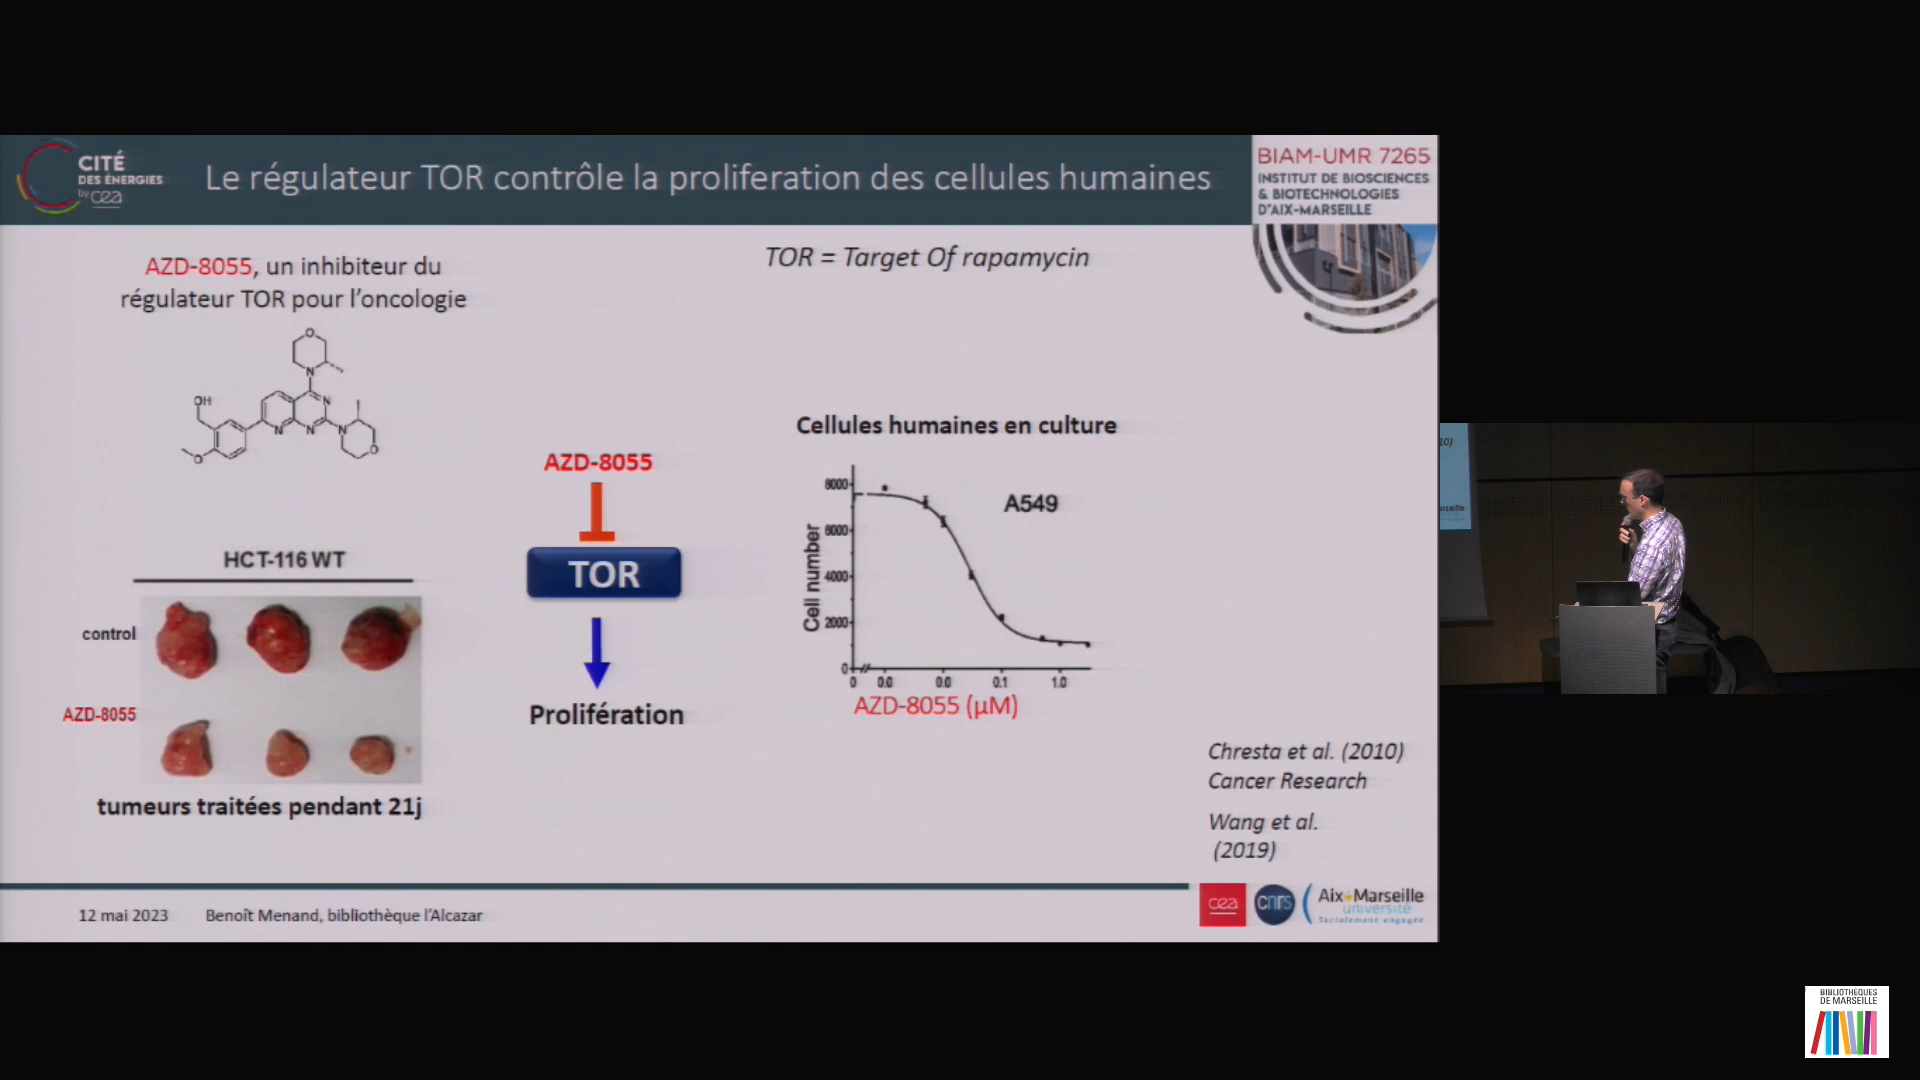 CITÉ
DES ÉNERGIES
by cea
Le régulateur TOR contrôle la proliferation des cellules humaines
BIAM-UMR 7265
INSTITUT DE BIOSCIENCES
& BIOTECHNOLOGIES
D'AIX-MARSEILLE
AZD-8055, un inhibiteur du
régulateur TOR pour l'oncologie
TOR = Target Of rapamycin
O
N
OH
N
N
N
N
O
O
HCT-116 WT
control
AZD-8055
tumeurs traitées pendant 21j
AZD-8055
TOR
Prolifération
Cellules humaines en culture
A549
Cell number
8000
6000
4000
2000
0
0 0.0 0.0 0.1 1.0
AZD-8055 (µM)
Chresta et al. (2010)
Cancer Research
Wang et al.
(2019)
12 mai 2023 Benoît Menand, bibliothèque l'Alcazar
cea
cnrs
Aix+Marseille
université
Socialement engagée
BIBLIOTHÈQUES
DE MARSEILLE